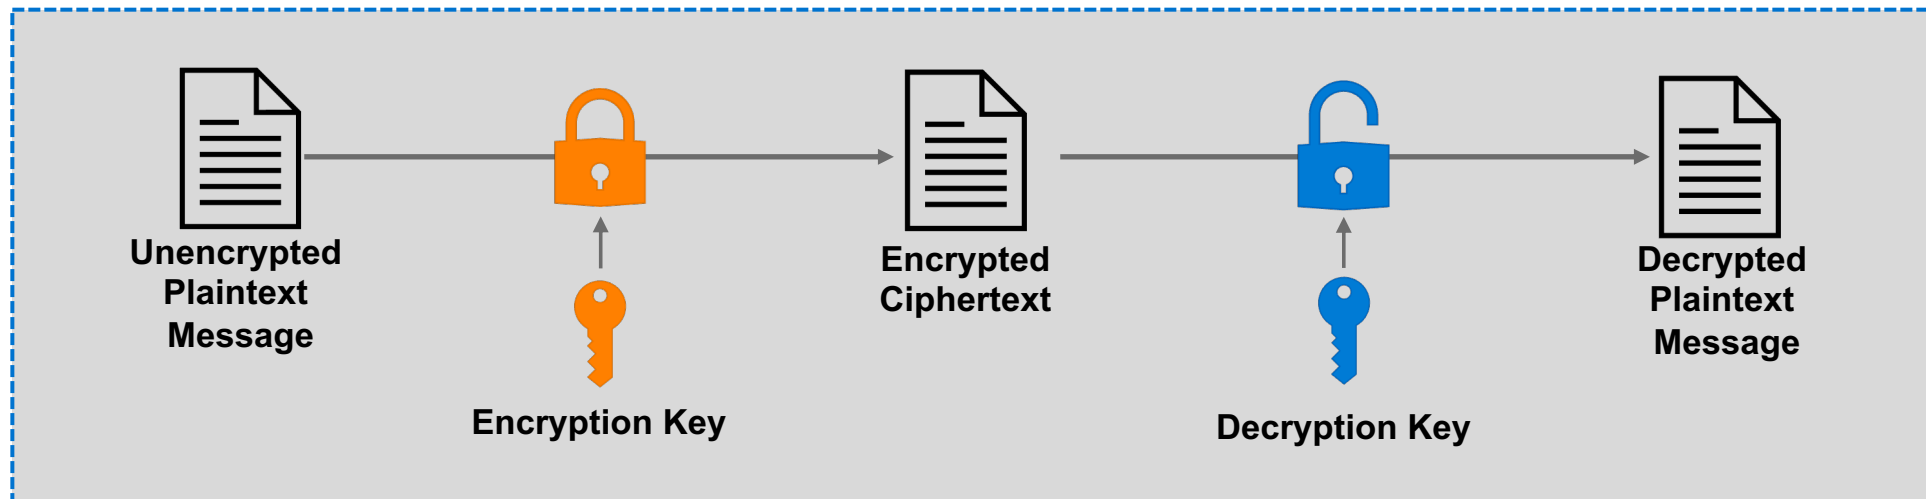 Unencrypted
Plaintext
Message
Encryption Key
Encrypted
Ciphertext
Decryption Key
Decrypted
Plaintext
Message